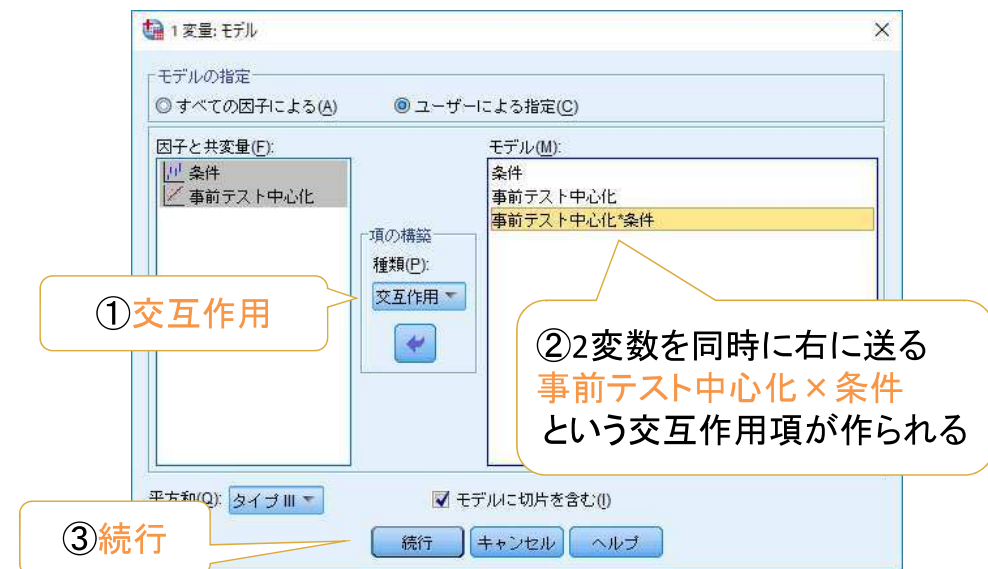 1 変量: モデル
モデルの指定
すべての因子による(A)
ユーザーによる指定(C)
因子と共変量(F):
条件
事前テスト中心化
項の構築
種類(P):
交互作用
モデル(M):
条件
事前テスト中心化
事前テスト中心化*条件
①交互作用
②2変数を同時に右に送る
事前テスト中心化×条件
という交互作用項が作られる
平方和(Q): タイプ III
モデルに切片を含む(I)
③続行
続行
キャンセル
ヘルプ